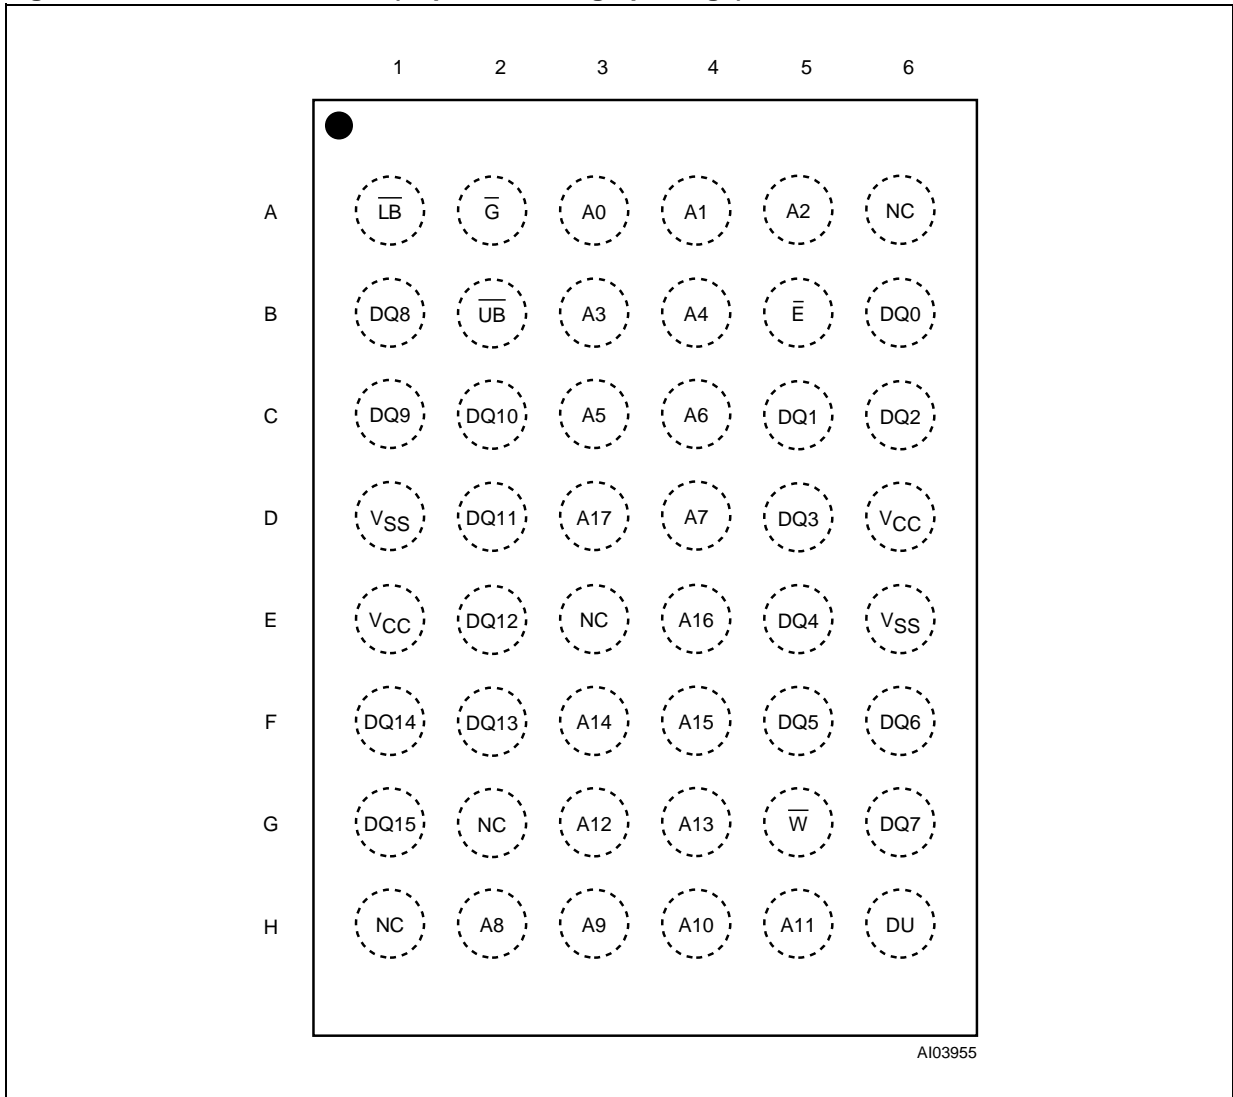 1 2 3 4 5 6
A L̅B̅ G̅ A0 A1 A2 NC
B DQ8 U̅B̅ A3 A4 E̅ DQ0
C DQ9 DQ10 A5 A6 DQ1 DQ2
D VSS DQ11 A17 A7 DQ3 VCC
E VCC DQ12 NC A16 DQ4 VSS
F DQ14 DQ13 A14 A15 DQ5 DQ6
G DQ15 NC A12 A13 W̅ DQ7
H NC A8 A9 A10 A11 DU
AI03955